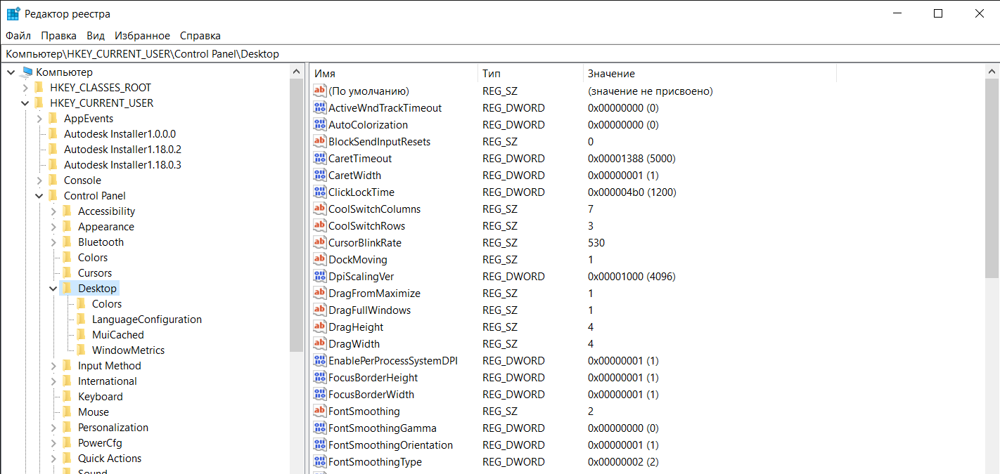 Редактор реестра
Файл Правка Вид Избранное Справка
Компьютер\HKEY_CURRENT_USER\Control Panel\Desktop
Компьютер
HKEY_CLASSES_ROOT
HKEY_CURRENT_USER
AppEvents
Autodesk Installer1.0.0.0
Autodesk Installer1.18.0.2
Autodesk Installer1.18.0.3
Console
Control Panel
Accessibility
Appearance
Bluetooth
Colors
Cursors
Desktop
Colors
LanguageConfiguration
MuiCached
WindowMetrics
Input Method
International
Keyboard
Mouse
Personalization
PowerCfg
Quick Actions
Sound
Имя Тип Значение
(По умолчанию) REG_SZ (значение не присвоено)
ActiveWndTrackTimeout REG_DWORD 0x00000000 (0)
AutoColorization REG_DWORD 0x00000000 (0)
BlockSendInputResets REG_SZ 0
CaretTimeout REG_DWORD 0x00001388 (5000)
CaretWidth REG_DWORD 0x00000001 (1)
ClickLockTime REG_DWORD 0x000004b0 (1200)
CoolSwitchColumns REG_SZ 7
CoolSwitchRows REG_SZ 3
CursorBlinkRate REG_SZ 530
DockMoving REG_SZ 1
DpiScalingVer REG_DWORD 0x00001000 (4096)
DragFromMaximize REG_SZ 1
DragFullWindows REG_SZ 1
DragHeight REG_SZ 4
DragWidth REG_SZ 4
EnablePerProcessSystemDPI REG_DWORD 0x00000001 (1)
FocusBorderHeight REG_DWORD 0x00000001 (1)
FocusBorderWidth REG_DWORD 0x00000001 (1)
FontSmoothing REG_SZ 2
FontSmoothingGamma REG_DWORD 0x00000000 (0)
FontSmoothingOrientation REG_DWORD 0x00000001 (1)
FontSmoothingType REG_DWORD 0x00000002 (2)